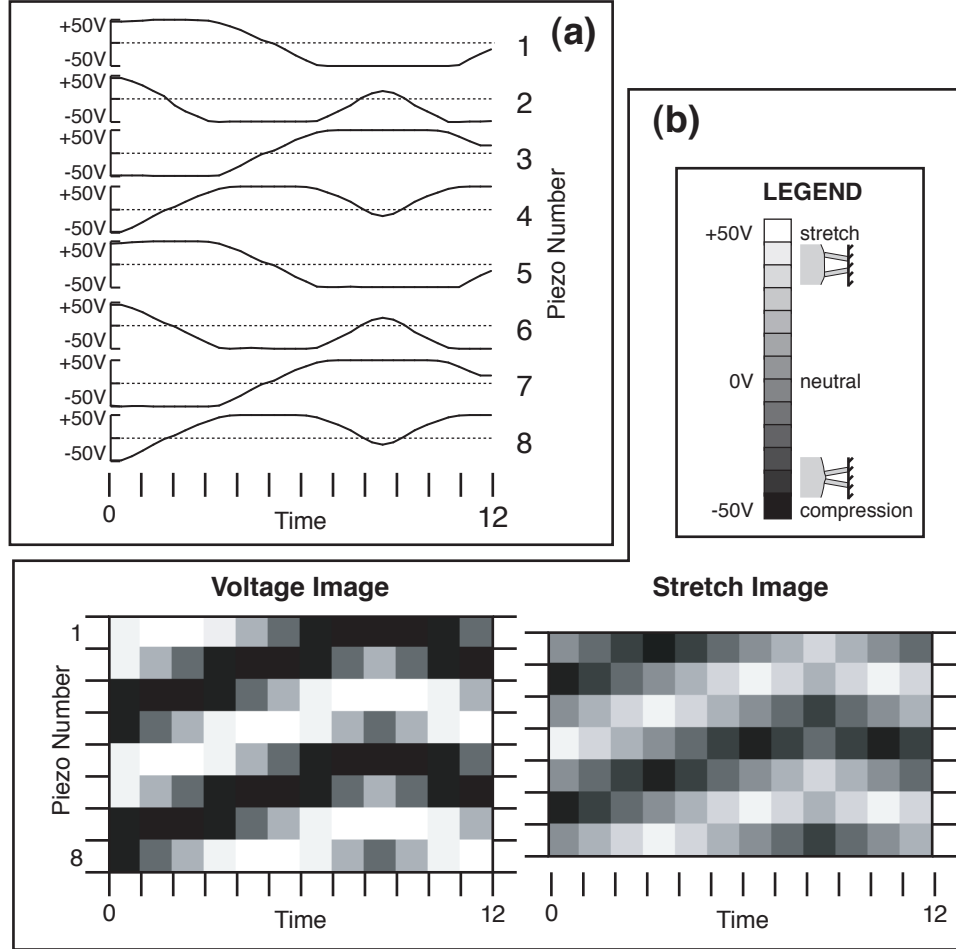 (a)
+50V
-50V
1
+50V
-50V
2
+50V
-50V
3
+50V
-50V
4
+50V
-50V
5
+50V
-50V
6
+50V
-50V
7
+50V
-50V
8
Piezo Number
0
Time
12
(b)
LEGEND
+50V
stretch
0V
neutral
-50V
compression
Voltage Image
1
Piezo Number
8
0
Time
12
Stretch Image
0
Time
12